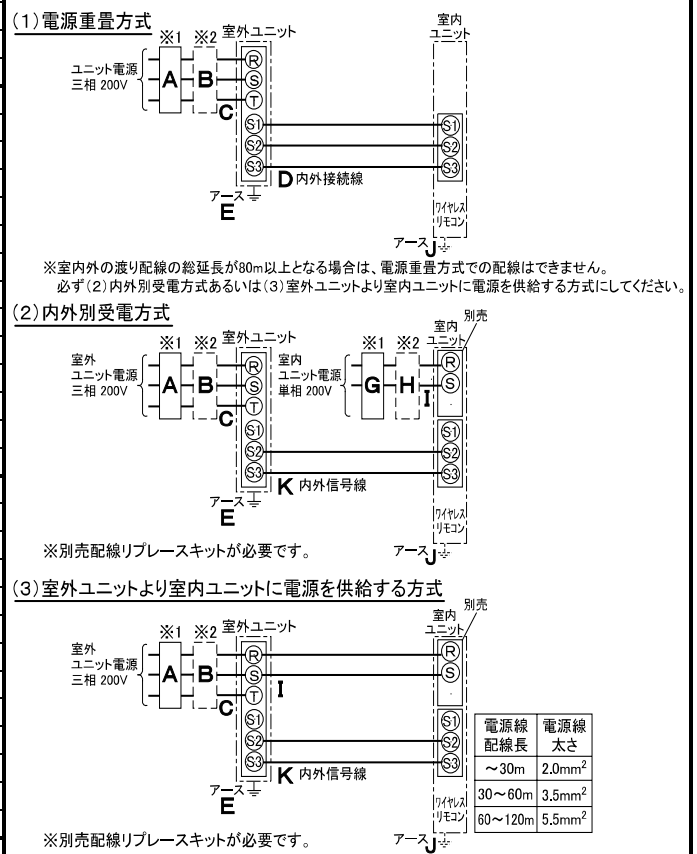 (1)電源重畳方式
※1 ※2 室外ユニット
室内
ユニット
ユニット電源
三相 200V
A B
C
R
S
T
S1
S2
S3
S1
S2
S3
D 内外接続線
アース
E
ワイヤレス
リモコン
アース J
※室内外の渡り配線の総延長が80m以上となる場合は、電源重畳方式での配線はできません。
必ず(2)内外別受電方式あるいは(3)室外ユニットより室内ユニットに電源を供給する方式にしてください。
(2)内外別受電方式
※1 ※2 室外ユニット
室外
ユニット電源
三相 200V
A B
C
R
S
T
S1
S2
S3
室内
ユニット電源
単相 200V
※1 ※2
G H
I
室内
ユニット
別売
R
S
S1
S2
S3
K 内外信号線
アース
E
ワイヤレス
リモコン
アース J
※別売配線リプレースキットが必要です。
(3)室外ユニットより室内ユニットに電源を供給する方式
※1 ※2 室外ユニット
室外
ユニット電源
三相 200V
A B
C
R
S
T
S1
S2
S3
I
室内
ユニット
別売
R
S
S1
S2
S3
K 内外信号線
アース
E
ワイヤレス
リモコン
アース J
※別売配線リプレースキットが必要です。
電源線 電源線
配線長 太さ
～30m 2.0mm²
30～60m 3.5mm²
60～120m 5.5mm²